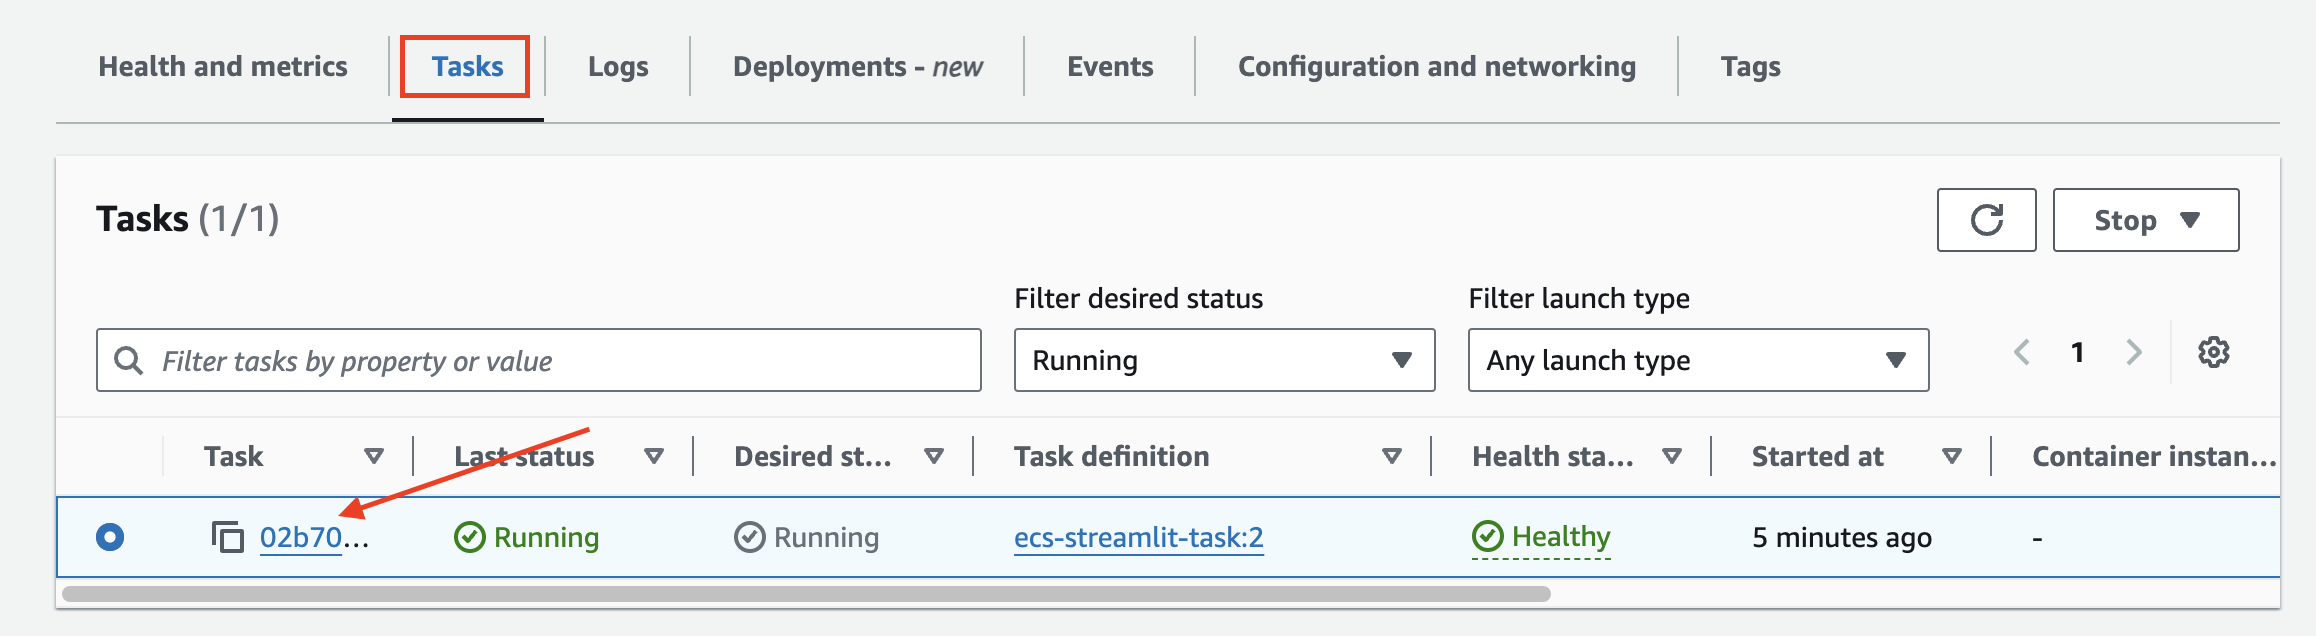 Health and metrics Tasks Logs Deployments - new Events Configuration and networking Tags
Tasks (1/1) Stop
Filter desired status Filter launch type
Filter tasks by property or value Running Any launch type 1
Task Last status Desired st... Task definition Health sta... Started at Container instan...
02b70... Running Running ecs-streamlit-task:2 Healthy 5 minutes ago -